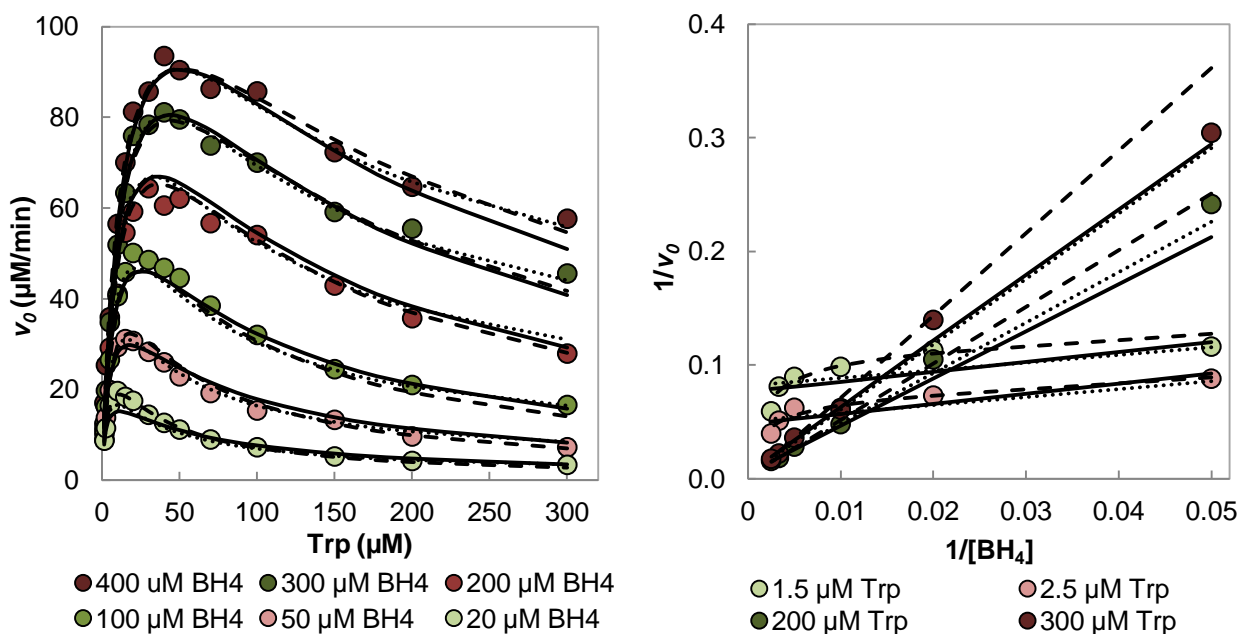 100
80
60
40
20
0
v0 (µM/min)
0 50 100 150 200 250 300
Trp (µM)
400 uM BH4 300 µM BH4 200 µM BH4
100 µM BH4 50 µM BH4 20 µM BH4
0.4
0.3
0.2
0.1
0.0
1/v0
0 0.01 0.02 0.03 0.04 0.05
1/[BH4]
1.5 µM Trp 2.5 µM Trp
200 µM Trp 300 µM Trp